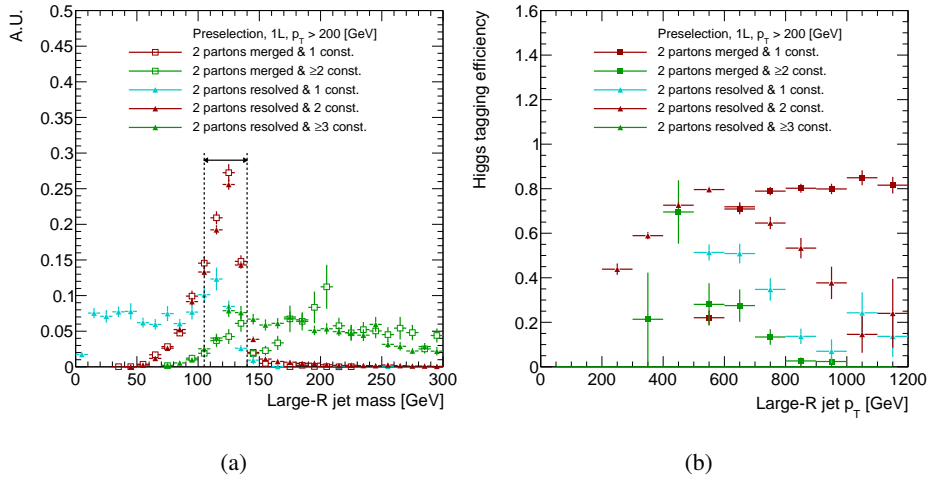 A.U.
0.5
0.45
0.4
0.35
0.3
0.25
0.2
0.15
0.1
0.05
0
Preselection, 1L, p_T > 200 [GeV]
2 partons merged & 1 const.
2 partons merged & ≥2 const.
2 partons resolved & 1 const.
2 partons resolved & 2 const.
2 partons resolved & ≥3 const.
0 50 100 150 200 250 300
Large-R jet mass [GeV]
(a)
Higgs tagging efficiency
1.6
1.4
1.2
1
0.8
0.6
0.4
0.2
0
Preselection, 1L, p_T > 200 [GeV]
2 partons merged & 1 const.
2 partons merged & ≥2 const.
2 partons resolved & 1 const.
2 partons resolved & 2 const.
2 partons resolved & ≥3 const.
0 200 400 600 800 1000 1200
Large-R jet p_T [GeV]
(b)